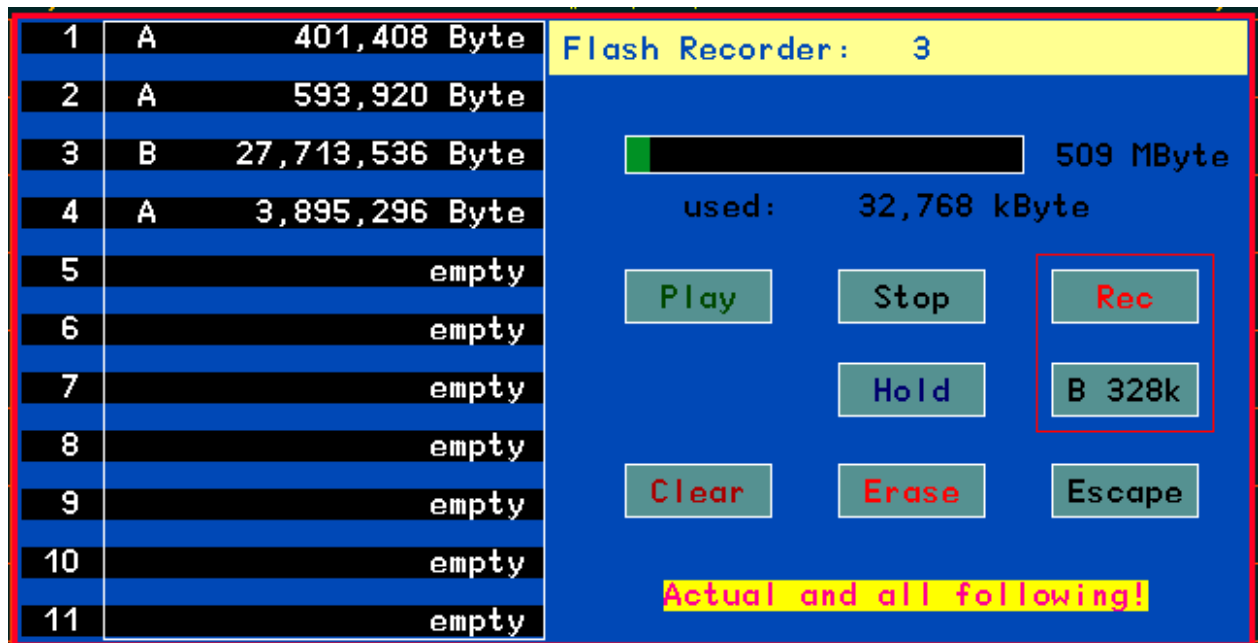 1 A 401,408 Byte
2 A 593,920 Byte
3 B 27,713,536 Byte
4 A 3,895,296 Byte
5 empty
6 empty
7 empty
8 empty
9 empty
10 empty
11 empty
Flash Recorder: 3
509 MByte
used: 32,768 kByte
Play Stop Rec
Hold B 328k
Clear Erase Escape
Actual and all following!